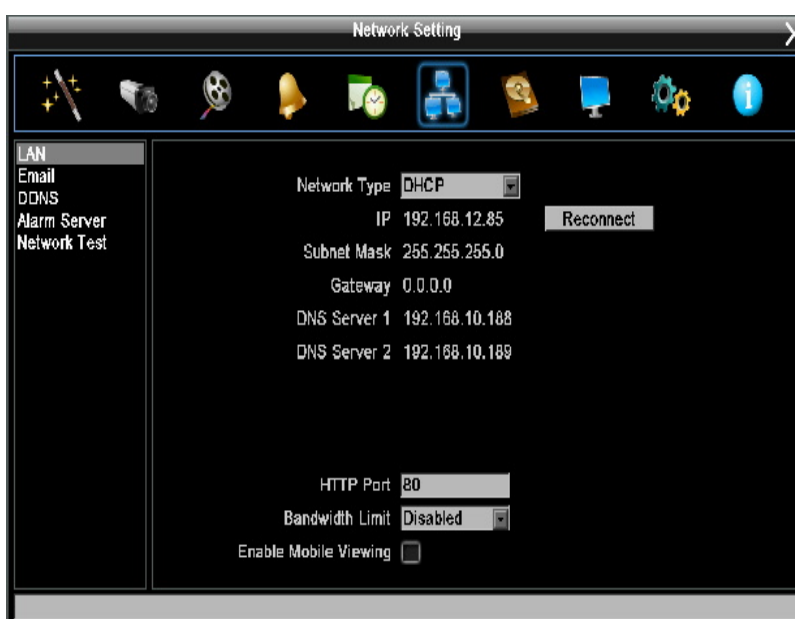 Network Setting
LAN
Email
DDNS
Alarm Server
Network Test
Network Type DHCP
IP 192.168.12.85 Reconnect
Subnet Mask 255.255.255.0
Gateway 0.0.0.0
DNS Server 1 192.168.10.188
DNS Server 2 192.168.10.189
HTTP Port 80
Bandwidth Limit Disabled
Enable Mobile Viewing